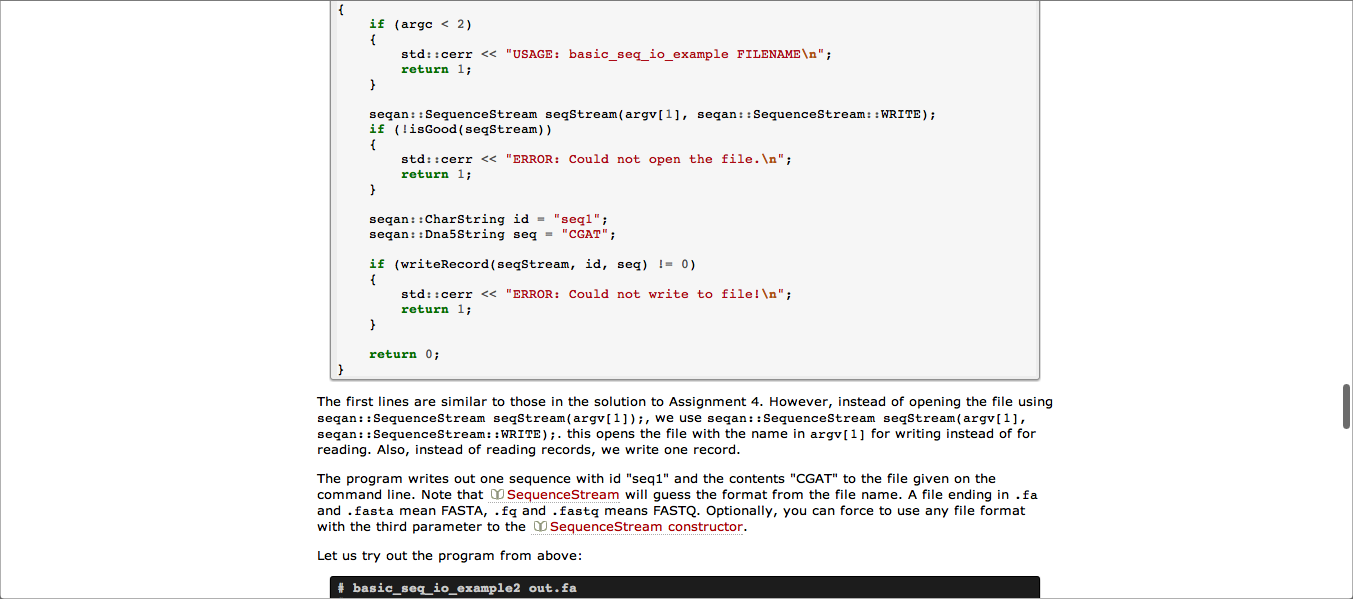 {
    if (argc < 2)
    {
        std::cerr << "USAGE: basic_seq_io_example FILENAME\n";
        return 1;
    }

    seqan::SequenceStream seqStream(argv[1], seqan::SequenceStream::WRITE);
    if (!isGood(seqStream))
    {
        std::cerr << "ERROR: Could not open the file.\n";
        return 1;
    }

    seqan::CharString id = "seq1";
    seqan::Dna5String seq = "CGAT";

    if (writeRecord(seqStream, id, seq) != 0)
    {
        std::cerr << "ERROR: Could not write to file!\n";
        return 1;
    }

    return 0;
}
The first lines are similar to those in the solution to Assignment 4. However, instead of opening the file using
seqan::SequenceStream seqStream(argv[1]);, we use seqan::SequenceStream seqStream(argv[1],
seqan::SequenceStream::WRITE);. this opens the file with the name in argv[1] for writing instead of for
reading. Also, instead of reading records, we write one record.
The program writes out one sequence with id "seq1" and the contents "CGAT" to the file given on the
command line. Note that SequenceStream will guess the format from the file name. A file ending in .fa
and .fasta mean FASTA, .fq and .fastq means FASTQ. Optionally, you can force to use any file format
with the third parameter to the SequenceStream constructor.
Let us try out the program from above:
# basic_seq_io_example2 out.fa